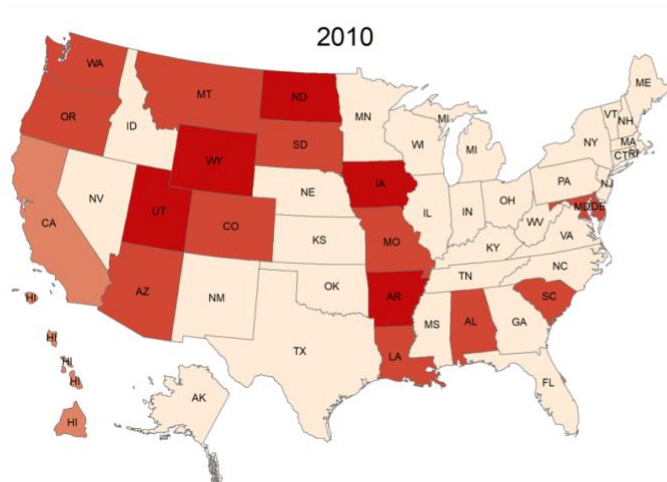 2010
WA
MT
ND
MN
ME
OR
ID
SD
WI
MI
MI
VT
NH
NY
MA
CT
RI
WY
NV
UT
CO
NE
IA
IL
IN
OH
PA
NJ
MD
DE
CA
KS
MO
KY
WV
VA
AZ
NM
OK
AR
TN
NC
SC
TX
LA
MS
AL
GA
FL
AK
HI
HI
HI
HI
HI